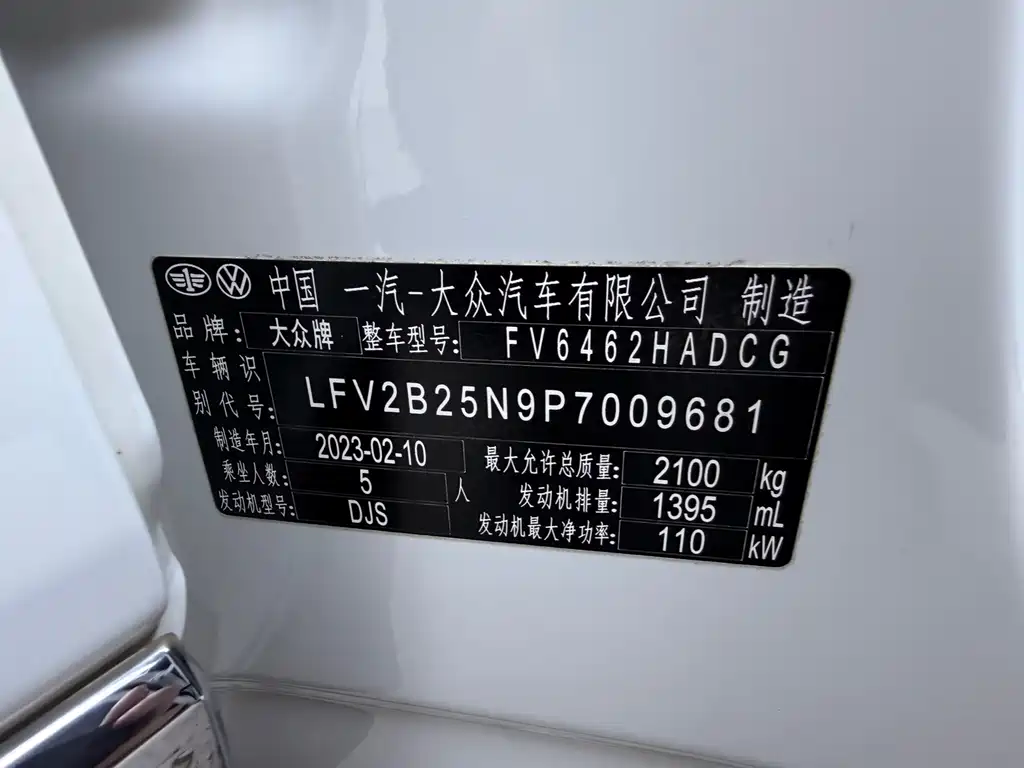 中国 一汽-大众汽车有限公司 制造
品牌: 大众牌 整车型号: FV6462HADCG
车辆识别代号: LFV2B25N9P7009681
制造年月: 2023-02-10 最大允许总质量: 2100 kg
乘坐人数: 5 人 发动机排量: 1395 mL
发动机型号: DJS 发动机最大净功率: 110 kW